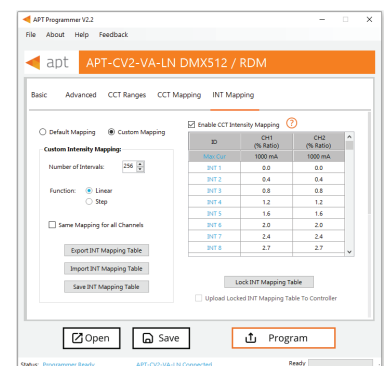 APT Programmer V2.2
File About Help Feedback
apt APT-CV2-VA-LN DMX512 / RDM
Basic Advanced CCT Ranges CCT Mapping INT Mapping
Default Mapping Custom Mapping
Custom Intensity Mapping:
Number of Intervals: 256
Function: Linear
Step
Same Mapping for all Channels
Export INT Mapping Table
Import INT Mapping Table
Save INT Mapping Table
Enable CCT Intensity Mapping ?
ID CH1 (% Ratio) CH2 (% Ratio)
Max Cur 1000 mA 1000 mA
INT 1 0.0 0.0
INT 2 0.4 0.4
INT 3 0.8 0.8
INT 4 1.2 1.2
INT 5 1.6 1.6
INT 6 2.0 2.0
INT 7 2.4 2.4
INT 8 2.7 2.7
Lock INT Mapping Table
Upload Locked INT Mapping Table To Controller
Open Save Program
Status: Programmer Ready APT-CV2-VA-LN Connected Ready